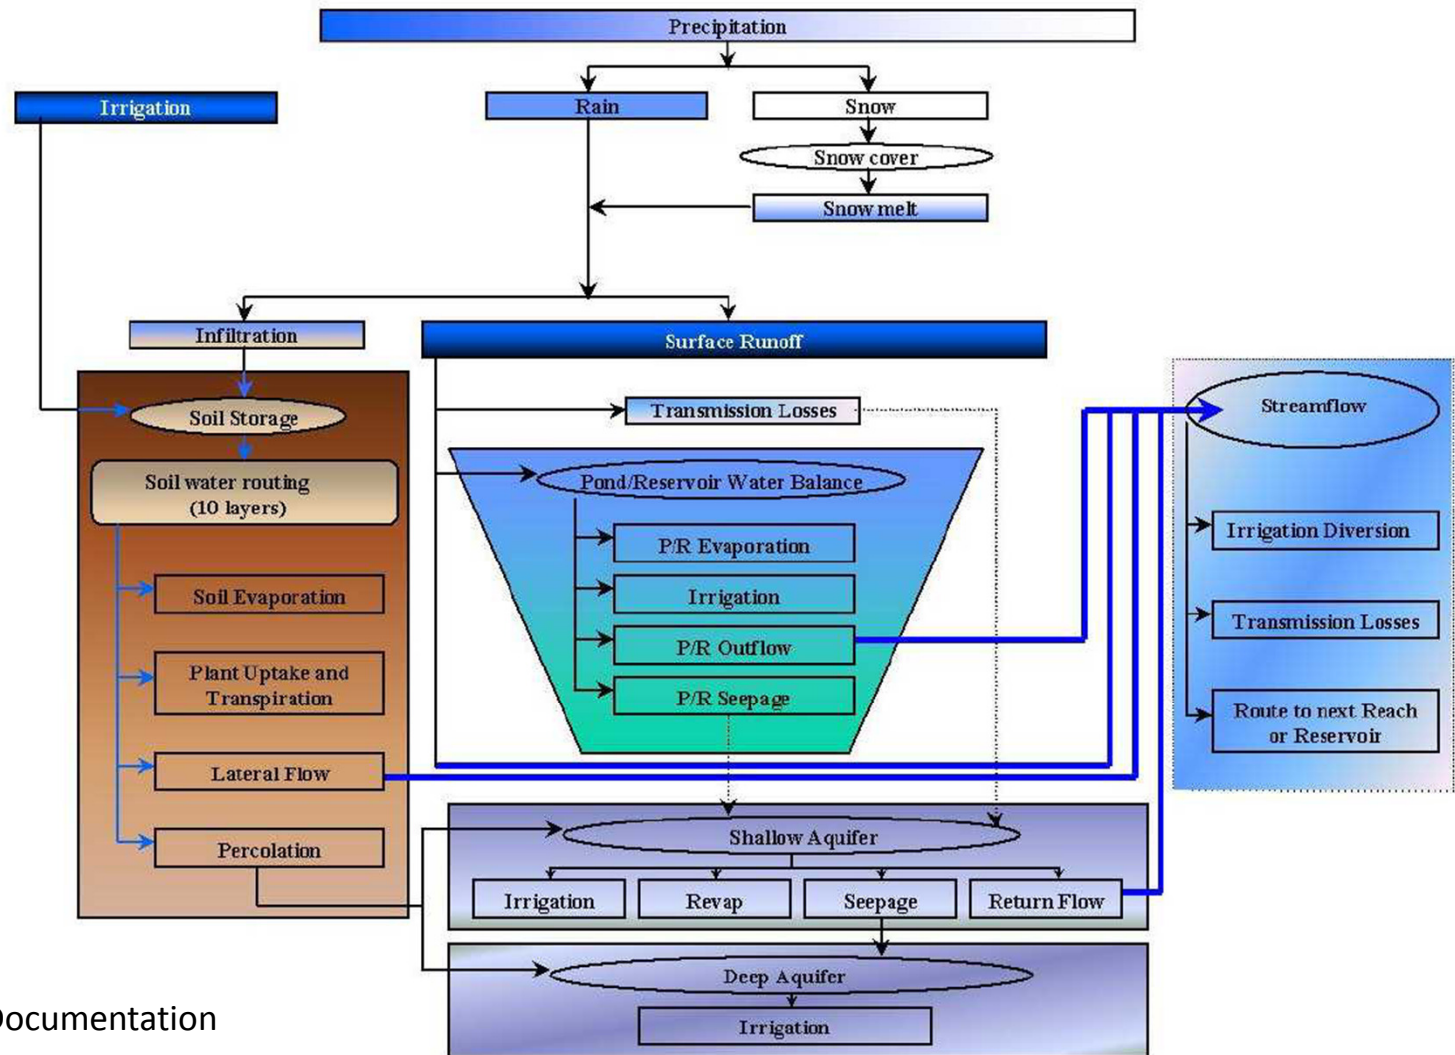 Precipitation
Irrigation
Rain
Snow
Snow cover
Snow melt
Infiltration
Surface Runoff
Soil Storage
Transmission Losses
Streamflow
Soil water routing
(10 layers)
Pond/Reservoir Water Balance
P/R Evaporation
Irrigation
P/R Outflow
P/R Seepage
Irrigation Diversion
Transmission Losses
Route to next Reach
or Reservoir
Soil Evaporation
Plant Uptake and
Transpiration
Lateral Flow
Percolation
Shallow Aquifer
Irrigation
Revap
Seepage
Return Flow
Deep Aquifer
Irrigation
Documentation